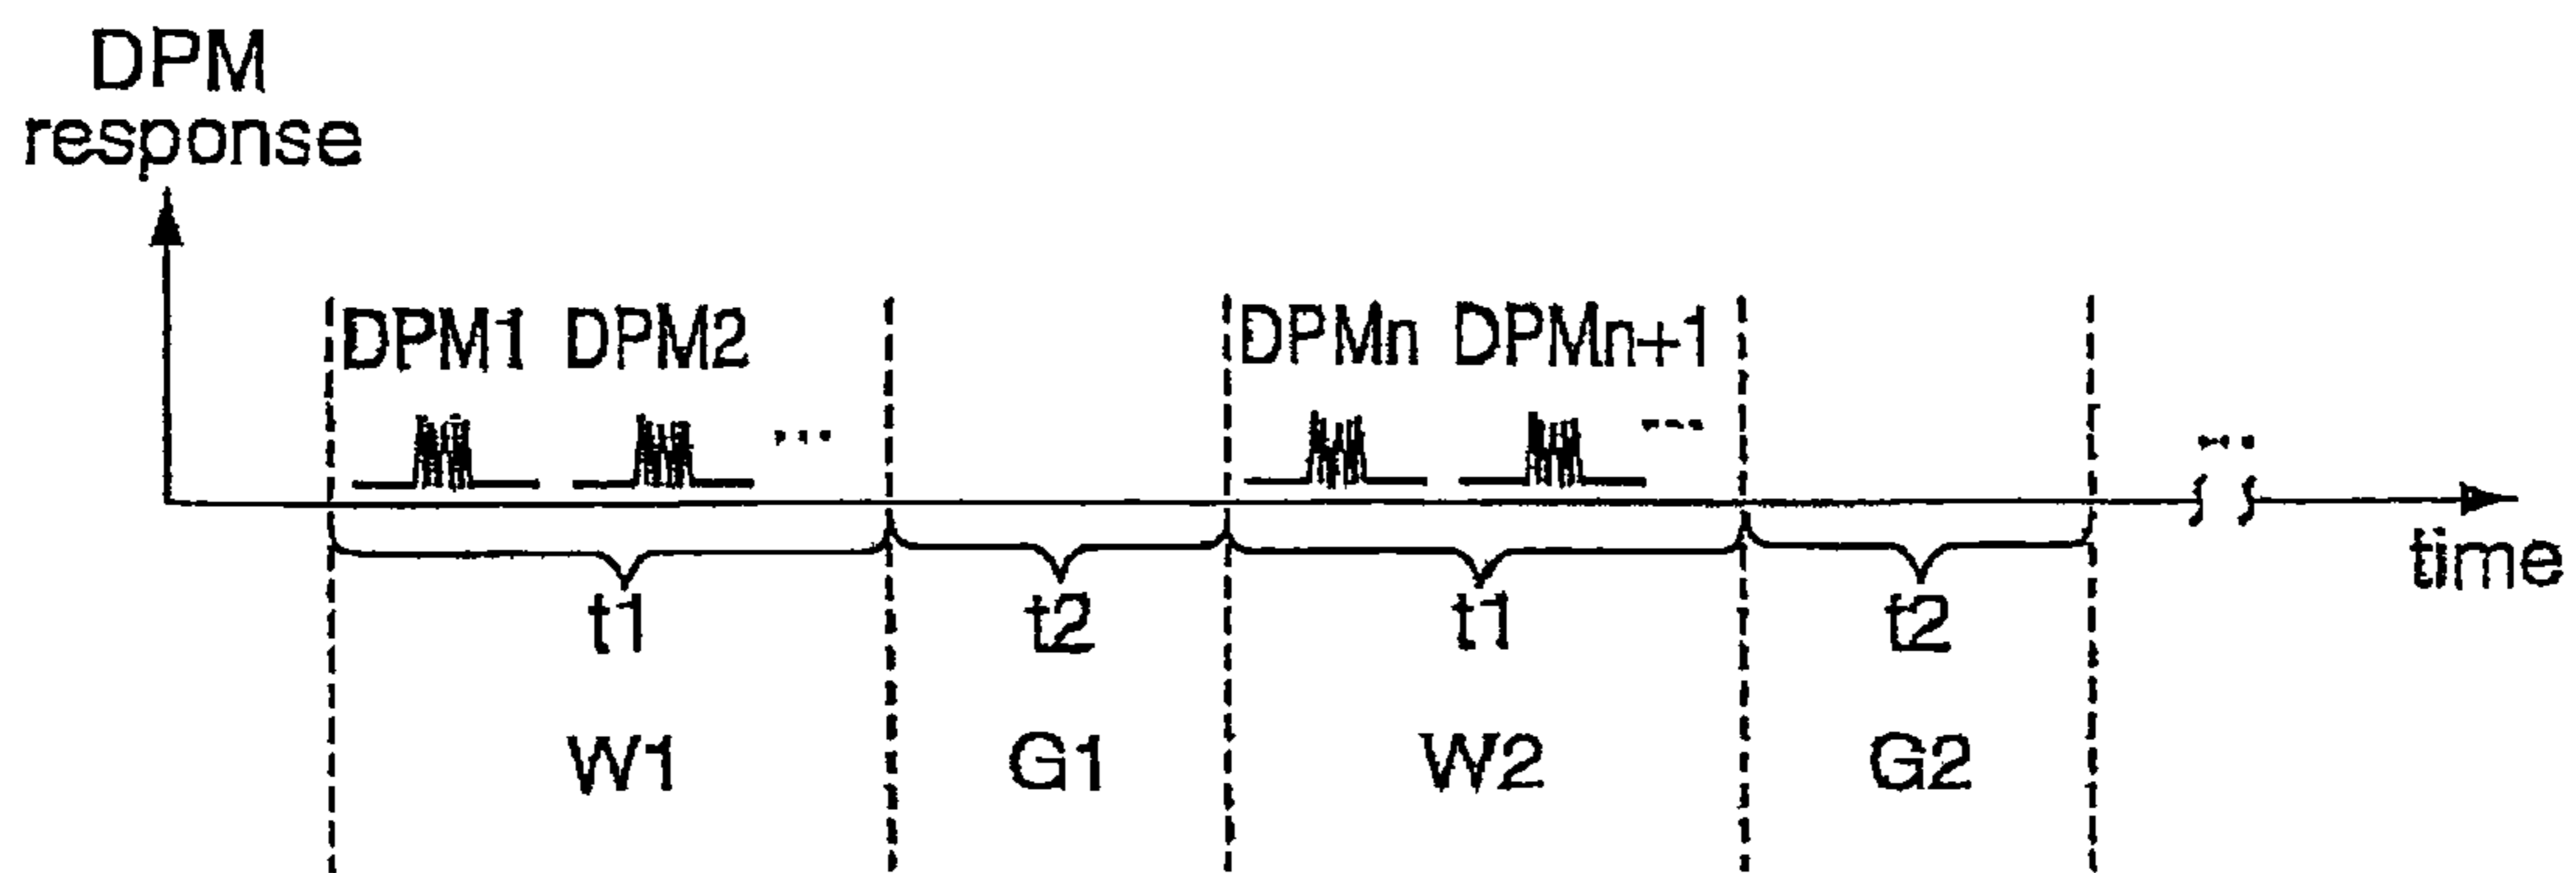 DPM
response
DPM1 DPM2 DPMn DPMn+1
... ... ...
time
t1 t2 t1 t2
W1 G1 W2 G2